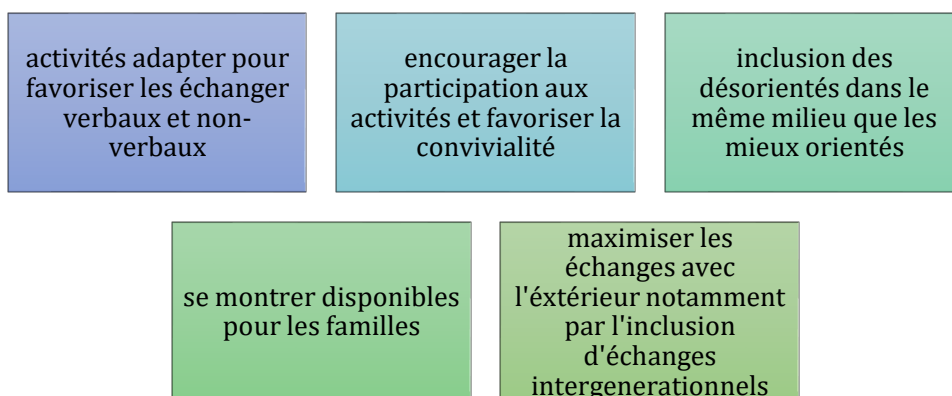 activités adapter pour
favoriser les échanger
verbaux et non-
verbaux
encourager la
participation aux
activités et favoriser la
convivialité
inclusion des
désorientés dans le
même milieu que les
mieux orientés
se montrer disponibles
pour les familles
maximiser les
échanges avec
l'éxtérieur notamment
par l'inclusion
d'échanges
intergenerationnels